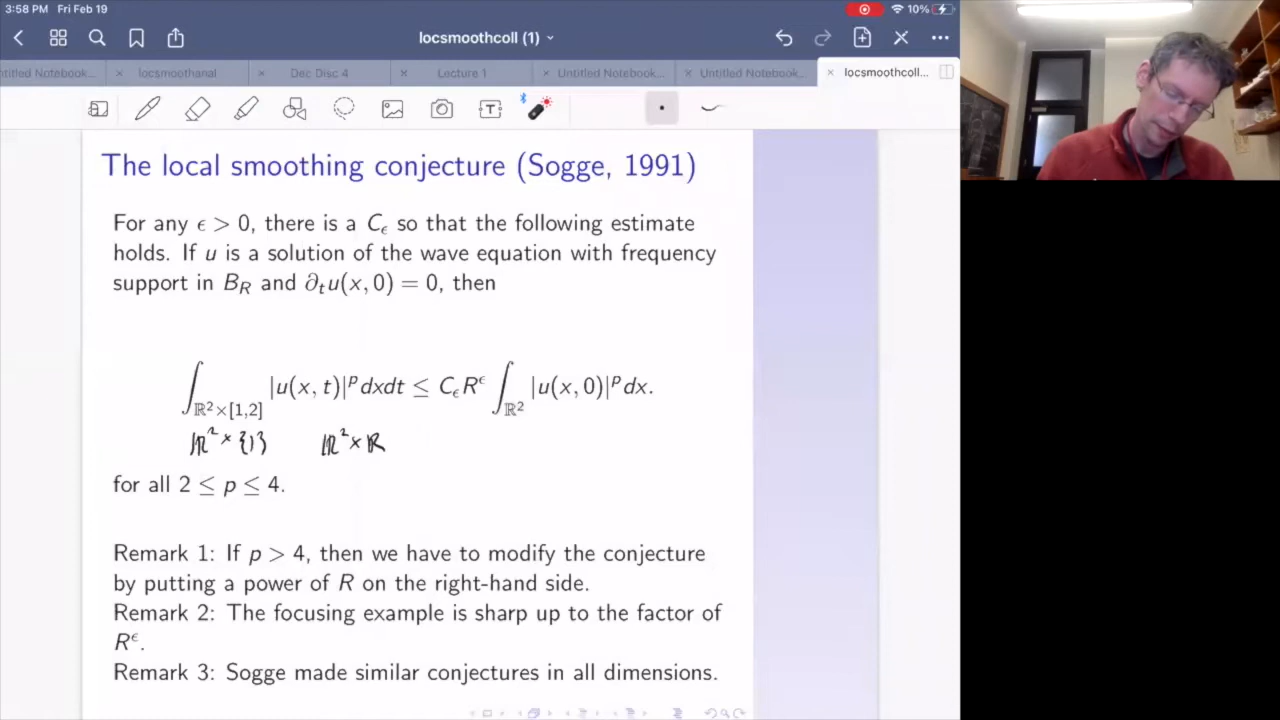 3:58 PM Fri Feb 19
10%
locsmoothcoll (1)
ntitled Notebook...
locsmoothanal
Dec Disc 4
Lecture 1
Untitled Notebook...
Untitled Notebook...
locsmoothcoll...
The local smoothing conjecture (Sogge, 1991)
For any ϵ > 0, there is a C_ϵ so that the following estimate
holds. If u is a solution of the wave equation with frequency
support in B_R and ∂_t u(x, 0) = 0, then
∫_{ℝ²×[1,2]} |u(x, t)|^p dxdt ≤ C_ϵ R^ϵ ∫_{ℝ²} |u(x, 0)|^p dx.
ℝ² × {1} ℝ² × ℝ
for all 2 ≤ p ≤ 4.
Remark 1: If p > 4, then we have to modify the conjecture
by putting a power of R on the right-hand side.
Remark 2: The focusing example is sharp up to the factor of
R^ϵ.
Remark 3: Sogge made similar conjectures in all dimensions.